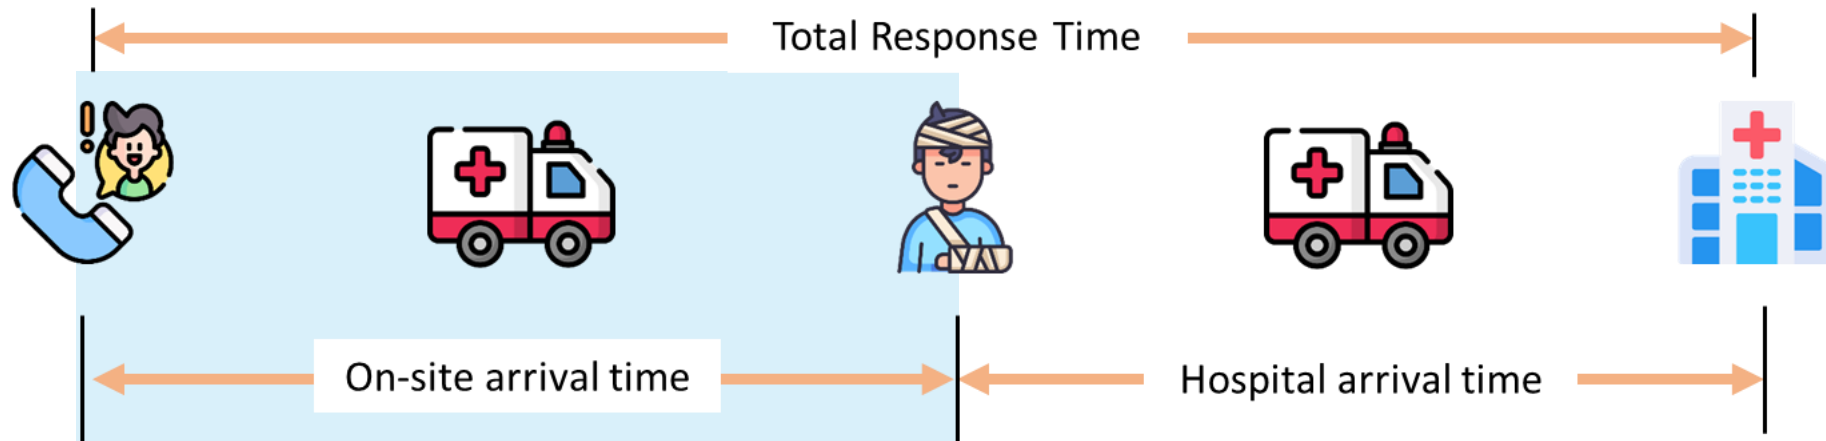 Total Response Time
On-site arrival time
Hospital arrival time